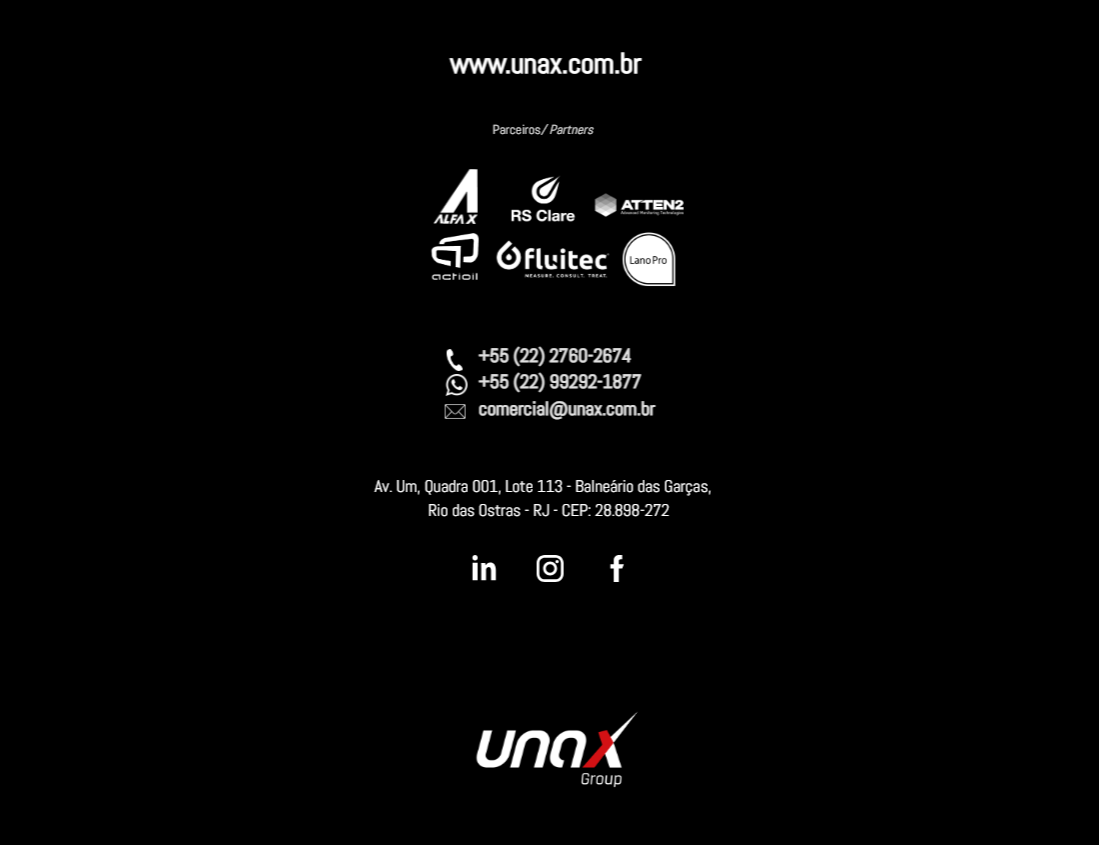 www.unax.com.br
Parceiros/ Partners
ALFA X
RS Clare
ATTEN2
Advanced Monitoring Technologies
actioil
fluitec
MEASURE. CONSULT. TREAT.
LanoPro
+55 (22) 2760-2674
+55 (22) 99292-1877
comercial@unax.com.br
Av. Um, Quadra 001, Lote 113 - Balneário das Garças,
Rio das Ostras - RJ - CEP: 28.898-272
in
f
unax
Group